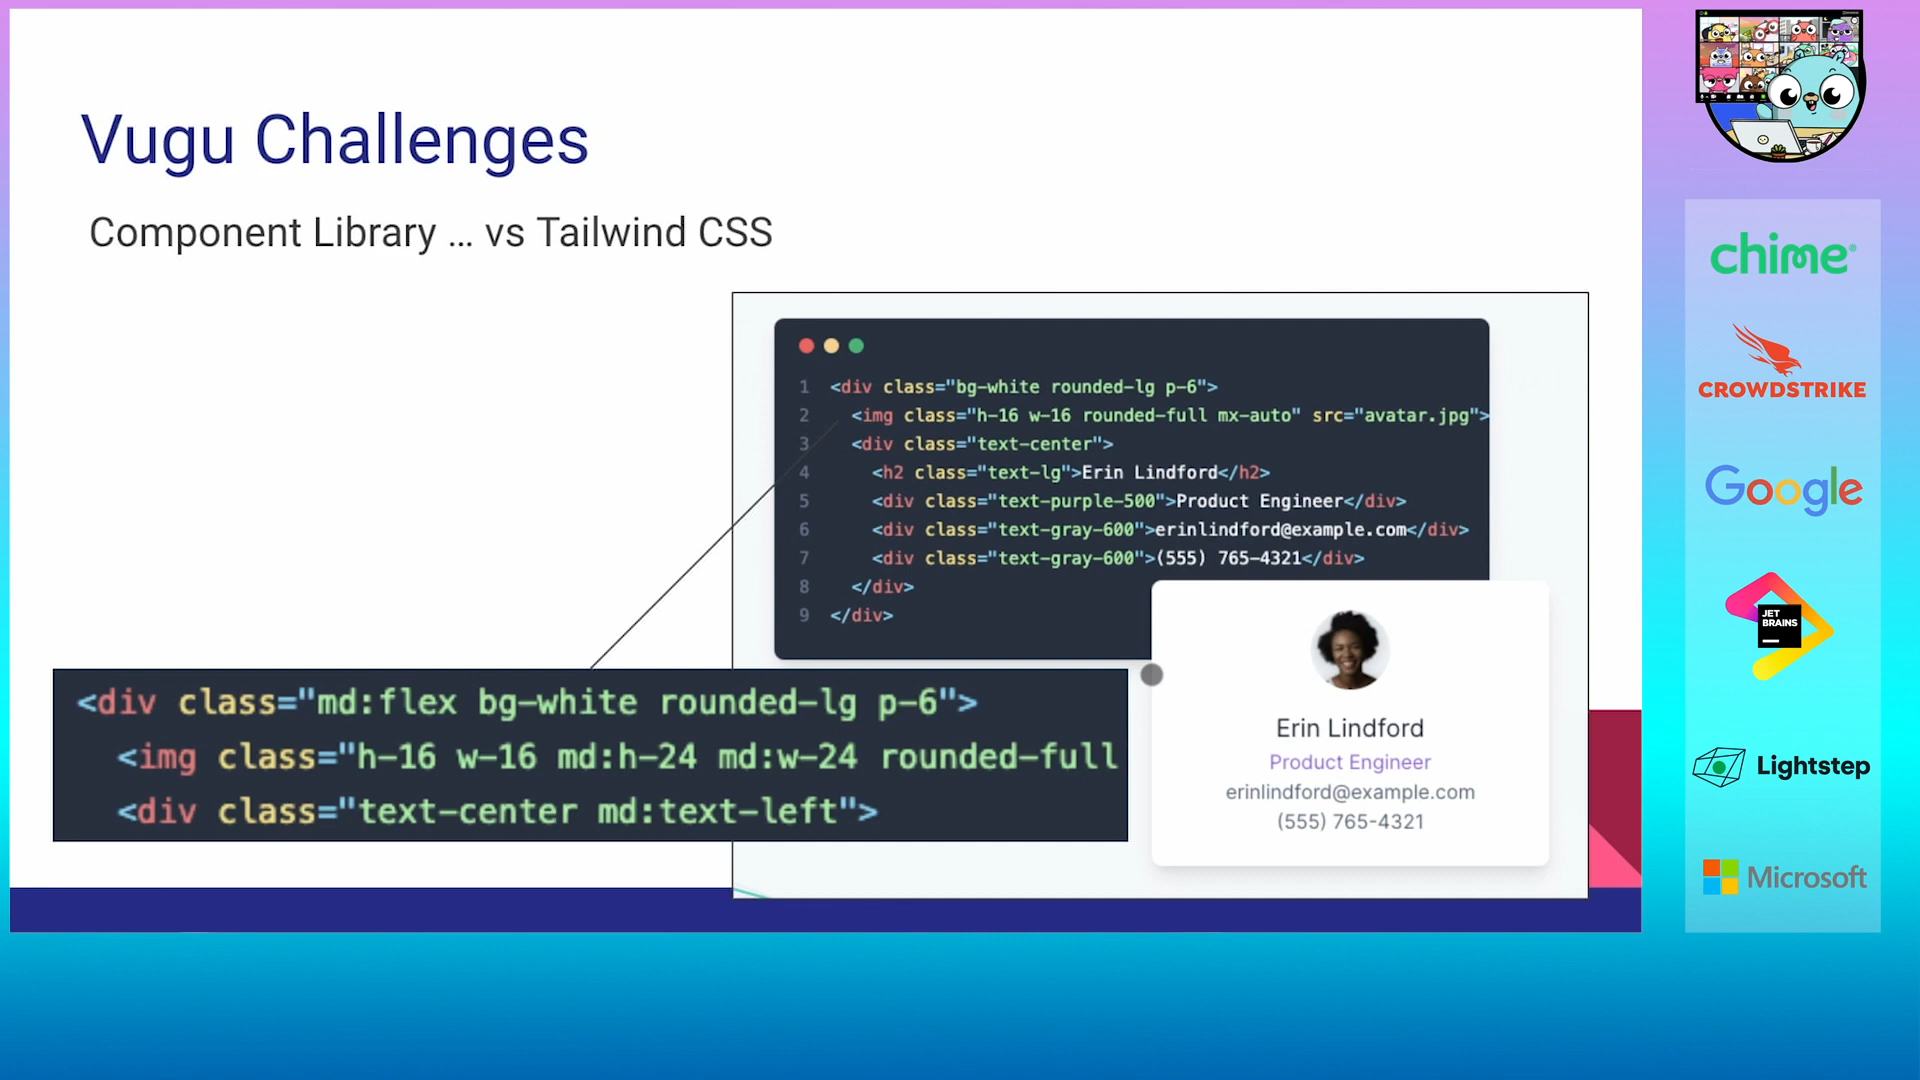 Vugu Challenges
Component Library ... vs Tailwind CSS
1 <div class="bg-white rounded-lg p-6">
2 <img class="h-16 w-16 rounded-full mx-auto" src="avatar.jpg">
3 <div class="text-center">
4 <h2 class="text-lg">Erin Lindford</h2>
5 <div class="text-purple-500">Product Engineer</div>
6 <div class="text-gray-600">erinlindford@example.com</div>
7 <div class="text-gray-600">(555) 765-4321</div>
8 </div>
9 </div>
<div class="md:flex bg-white rounded-lg p-6">
<img class="h-16 w-16 md:h-24 md:w-24 rounded-full
<div class="text-center md:text-left">
Erin Lindford
Product Engineer
erinlindford@example.com
(555) 765-4321
chime®
CROWDSTRIKE
Google
JET
BRAINS
Lightstep
Microsoft